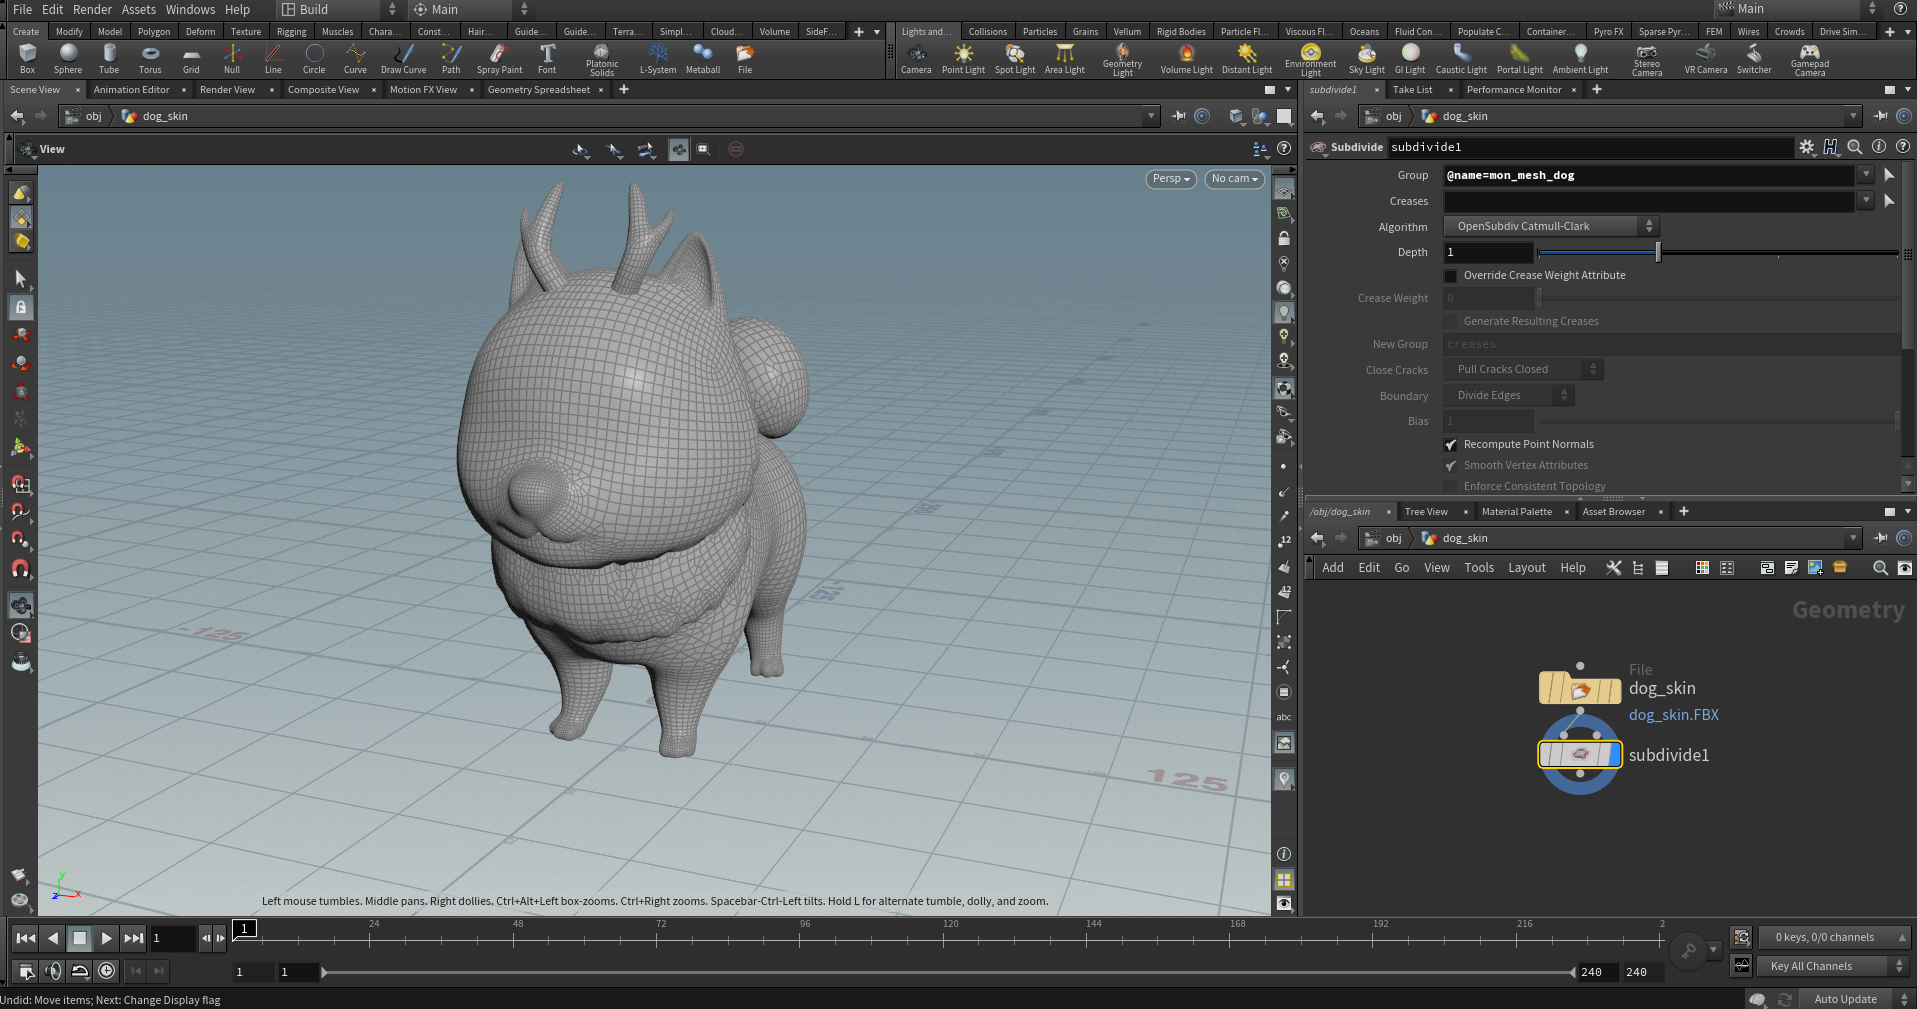 File Edit Render Assets Windows Help Build Main Main
Create Modify Model Polygon Deform Texture Rigging Muscles Chara... Const... Hair... Guide... Guide... Terra... Simpl... Cloud... Volume SideF...
Lights and... Collisions Particles Grains Vellum Rigid Bodies Particle Fl... Viscous Fl... Oceans Fluid Con... Populate C... Container... Pyro FX Sparse Pyr... FEM Wires Crowds Drive Sim...
Box Sphere Tube Torus Grid Null Line Circle Curve Draw Curve Path Spray Paint Font Platonic Solids L-System Metaball File
Camera Point Light Spot Light Area Light Geometry Light Volume Light Distant Light Environment Light Sky Light GI Light Caustic Light Portal Light Ambient Light Stereo Camera VR Camera Switcher Gamepad Camera
Scene View Animation Editor Render View Composite View Motion FX View Geometry Spreadsheet
obj dog_skin
View
Persp No cam
-125
125
125
12
12
abc
Left mouse tumbles. Middle pans. Right dollies. Ctrl+Alt+Left box-zooms. Ctrl+Right zooms. Spacebar-Ctrl-Left tilts. Hold L for alternate tumble, dolly, and zoom.
y
z x
subdivide1 Take List Performance Monitor
obj dog_skin
Subdivide subdivide1
Group @name=mon_mesh_dog
Creases
Algorithm OpenSubdiv Catmull-Clark
Depth 1
Override Crease Weight Attribute
Crease Weight 0
Generate Resulting Creases
New Group creases
Close Cracks Pull Cracks Closed
Boundary Divide Edges
Bias 1
Recompute Point Normals
Smooth Vertex Attributes
Enforce Consistent Topology
/obj/dog_skin Tree View Material Palette Asset Browser
obj dog_skin
Add Edit Go View Tools Layout Help
Geometry
File
dog_skin
dog_skin.FBX
subdivide1
1 1 24 48 72 96 120 144 168 192 216 2
0 keys, 0/0 channels
1 1 240 240
Key All Channels
Undid: Move items; Next: Change Display flag
Auto Update